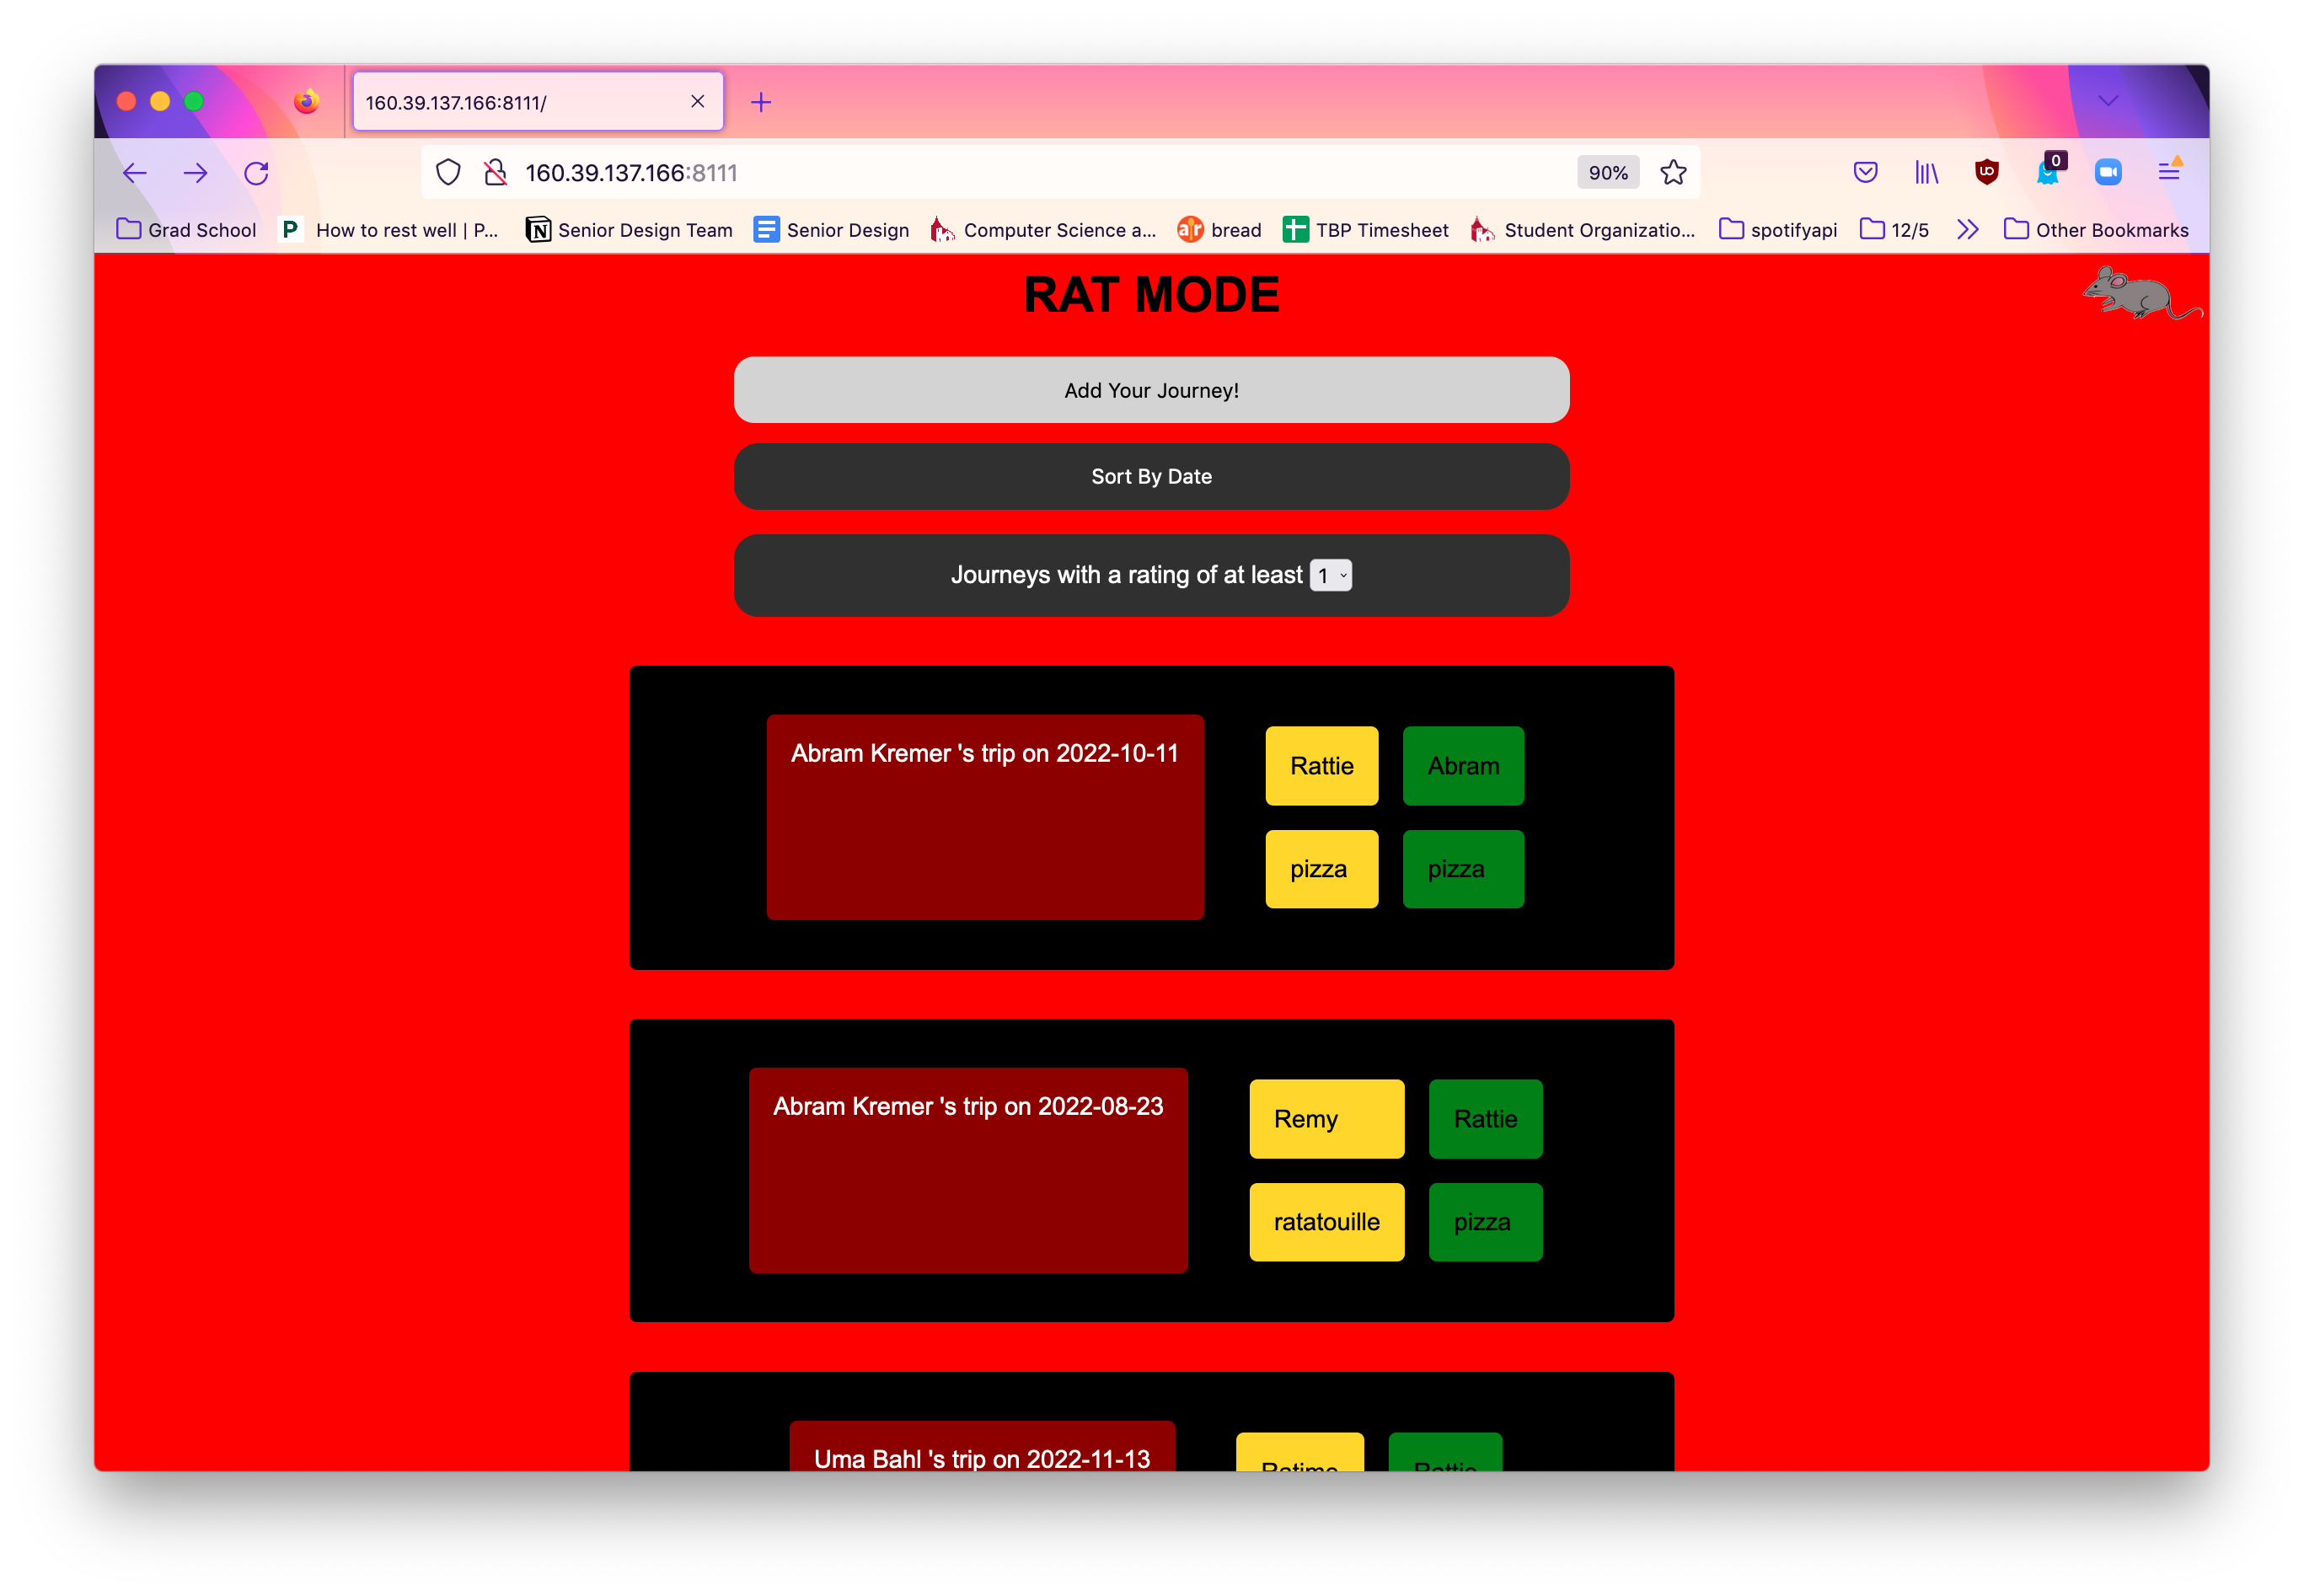 160.39.137.166:8111/
160.39.137.166:8111
90%
0
Grad School
P How to rest well | P...
N Senior Design Team
Senior Design
Computer Science a...
ar bread
TBP Timesheet
Student Organizatio...
spotifyapi
12/5
Other Bookmarks
RAT MODE
Add Your Journey!
Sort By Date
Journeys with a rating of at least 1
Abram Kremer 's trip on 2022-10-11
Rattie Abram
pizza pizza
Abram Kremer 's trip on 2022-08-23
Remy Rattie
ratatouille pizza
Uma Bahl 's trip on 2022-11-13
Rattie